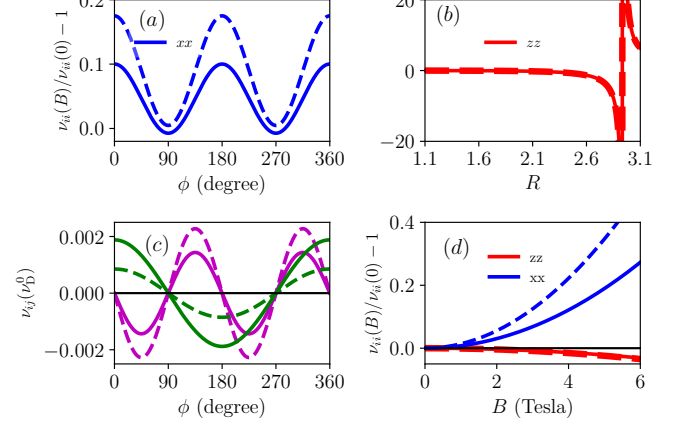 0.2
0.1
0.0
ν_ii(B)/ν_ii(0) − 1
(a)
xx
0 90 180 270 360
ϕ (degree)
20
0
−20
(b)
zz
1.1 1.6 2.1 2.6 3.1
R
0.002
0.000
−0.002
ν_ij(ν_D^0)
(c)
0 90 180 270 360
ϕ (degree)
0.4
0.2
0.0
ν_ii(B)/ν_ii(0) − 1
(d)
zz
xx
0 2 4 6
B (Tesla)